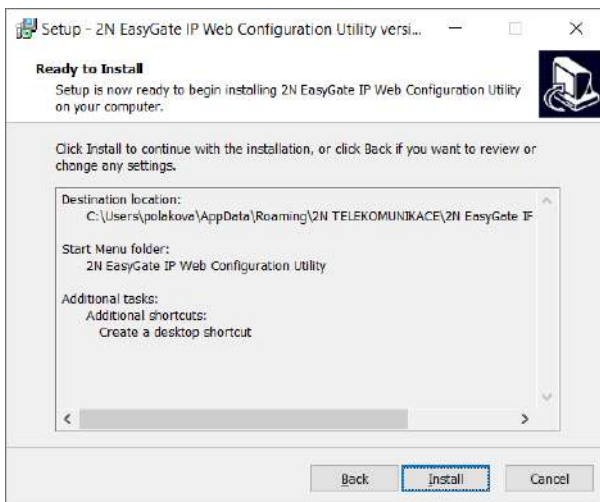 Setup - 2N EasyGate IP Web Configuration Utility versi...
Ready to Install
Setup is now ready to begin installing 2N EasyGate IP Web Configuration Utility
on your computer.
Click Install to continue with the installation, or click Back if you want to review or
change any settings.
Destination location:
C:\Users\polakova\AppData\Roaming\2N TELEKOMUNIKACE\2N EasyGate IP
Start Menu folder:
2N EasyGate IP Web Configuration Utility
Additional tasks:
Additional shortcuts:
Create a desktop shortcut
Back Install Cancel